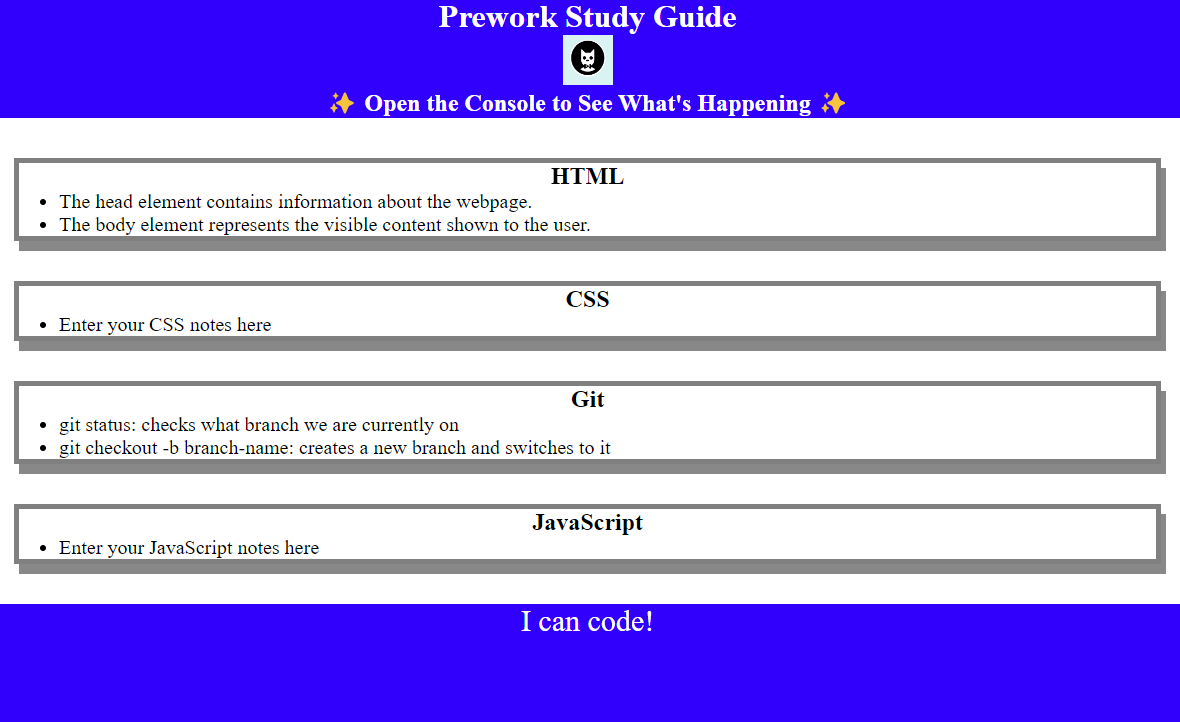 Prework Study Guide
✨ Open the Console to See What's Happening ✨
HTML
• The head element contains information about the webpage.
• The body element represents the visible content shown to the user.
CSS
• Enter your CSS notes here
Git
• git status: checks what branch we are currently on
• git checkout -b branch-name: creates a new branch and switches to it
JavaScript
• Enter your JavaScript notes here
I can code!